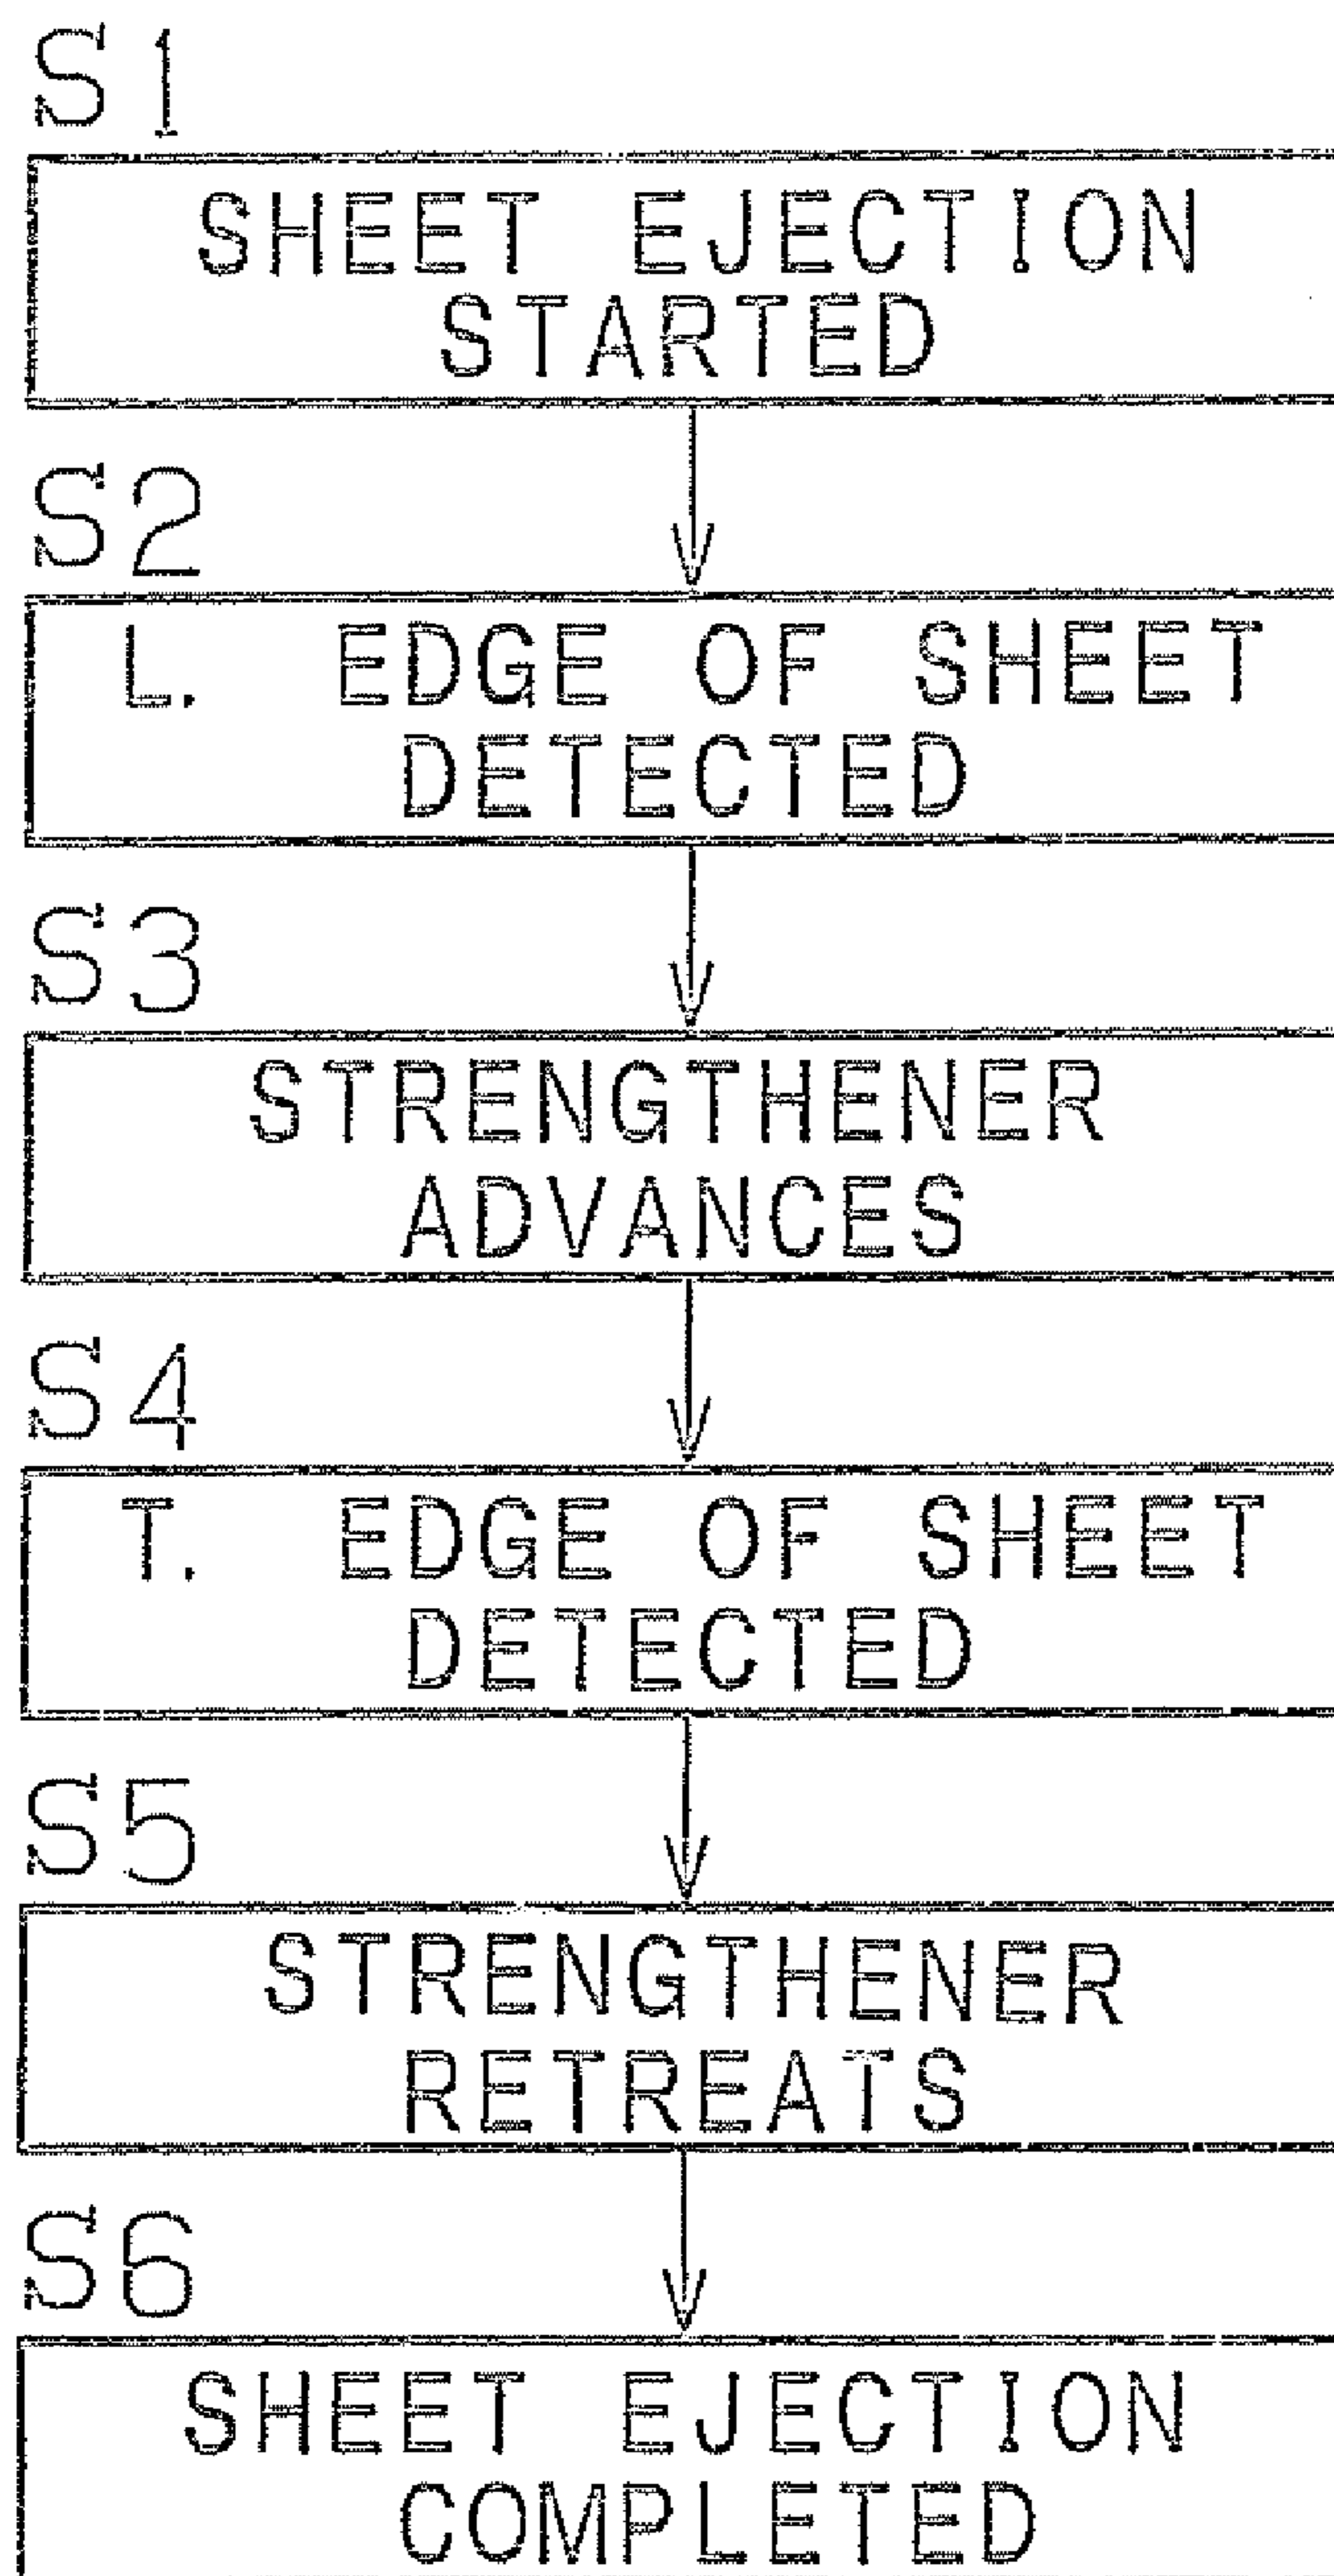 S1
SHEET EJECTION
STARTED
S2
L. EDGE OF SHEET
DETECTED
S3
STRENGTHENER
ADVANCES
S4
T. EDGE OF SHEET
DETECTED
S5
STRENGTHENER
RETREATS
S6
SHEET EJECTION
COMPLETED